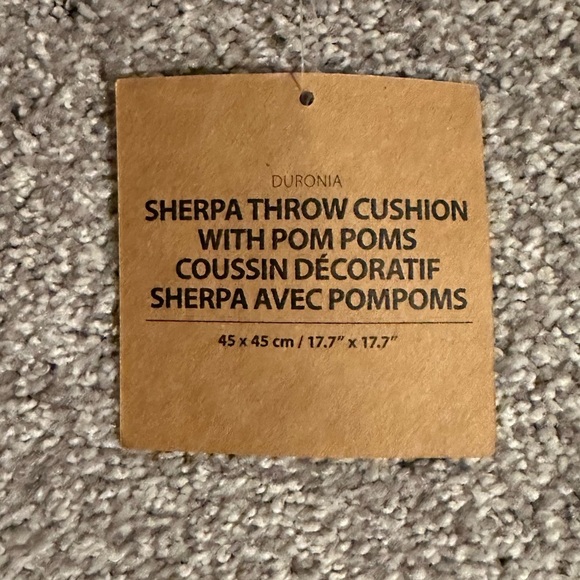 DURONIA
SHERPA THROW CUSHION
WITH POM POMS
COUSSIN DÉCORATIF
SHERPA AVEC POMPOMS
45 x 45 cm / 17.7” x 17.7”